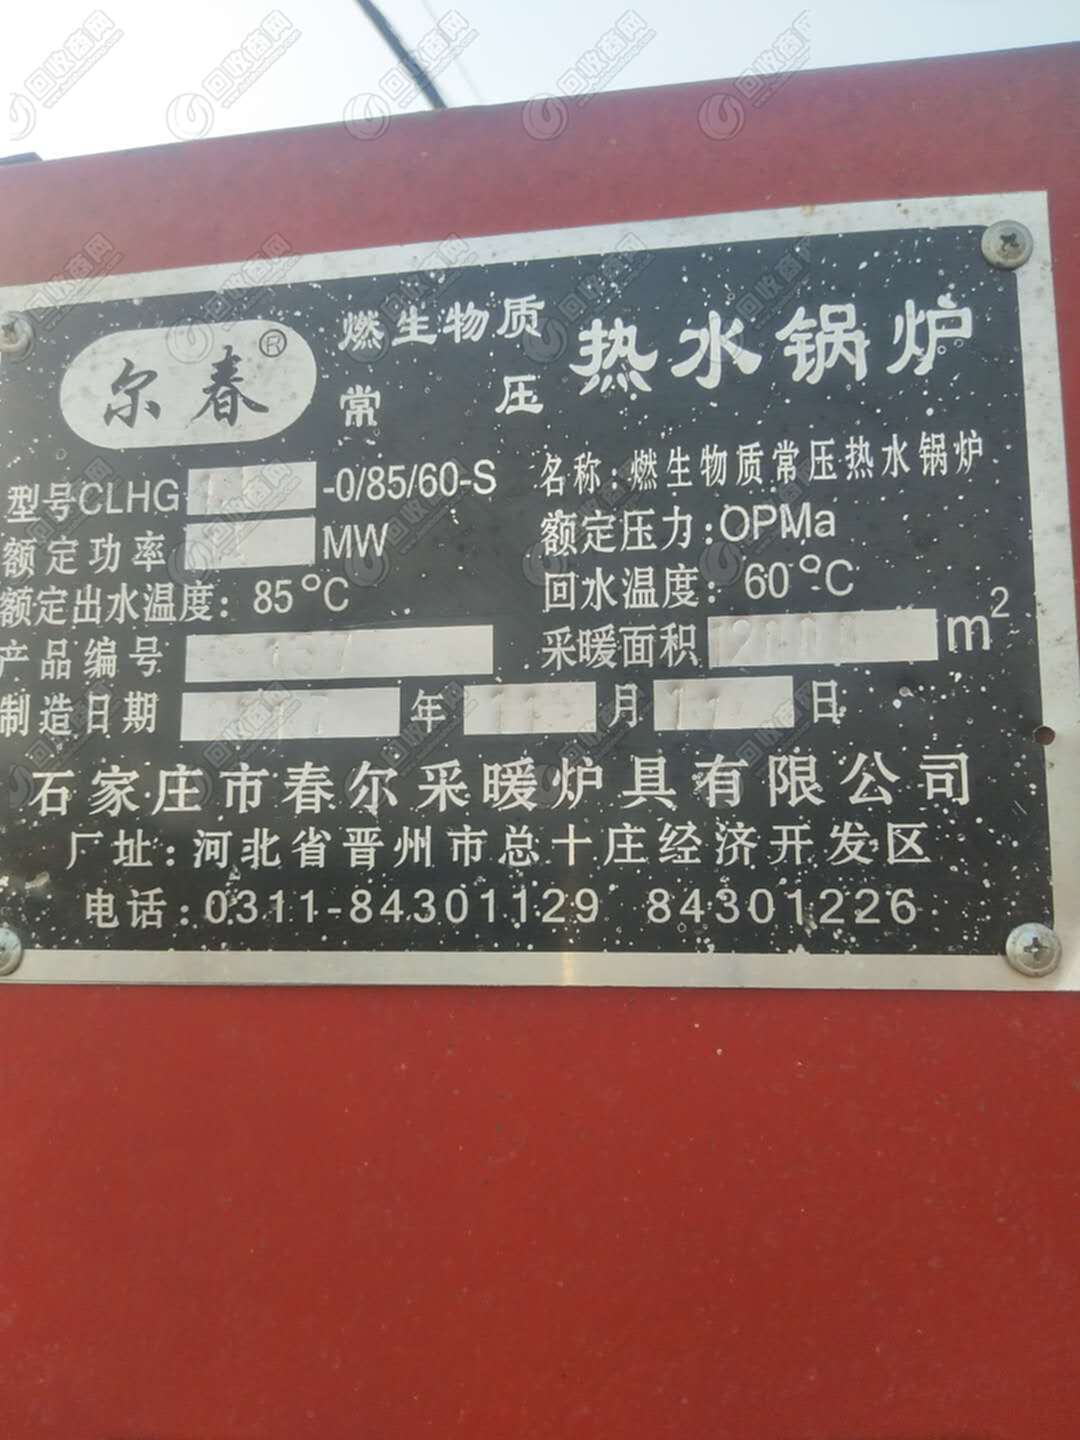 尔春®
燃生物质
常压
热水锅炉
型号CLHG -0/85/60-S
名称:燃生物质常压热水锅炉
额定功率 MW
额定压力:OPMa
额定出水温度: 85°C
回水温度: 60°C
产品编号
采暖面积 m²
制造日期 年 11 月 日
石家庄市春尔采暖炉具有限公司
厂址:河北省晋州市总十庄经济开发区
电话:0311-84301129 84301226
回收商网